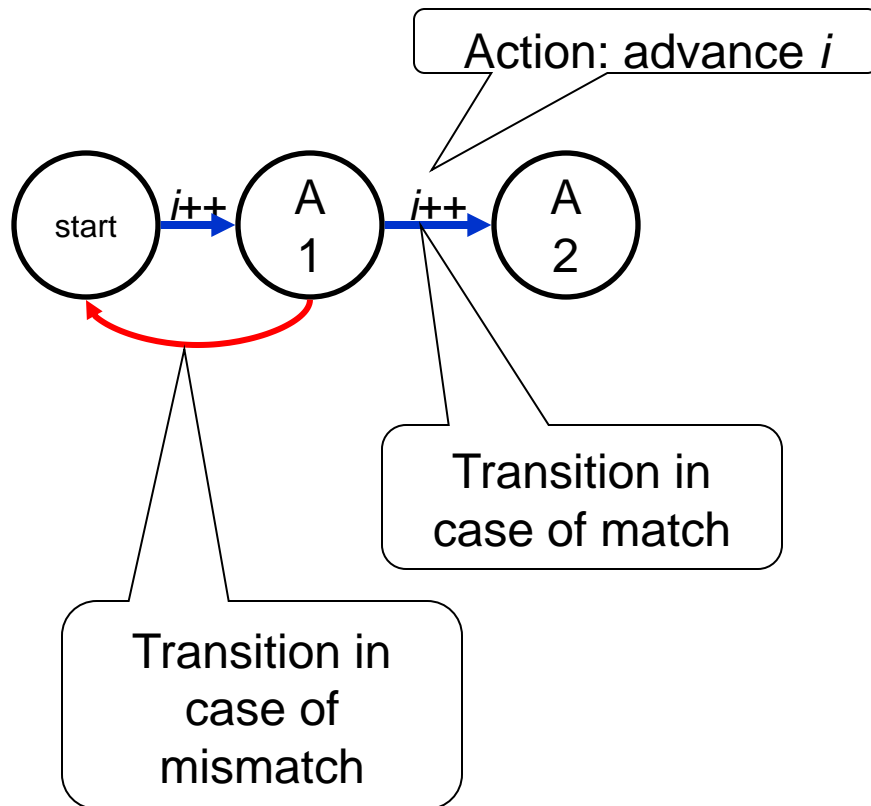 Action: advance i
start
i++
A
1
i++
A
2
Transition in
case of match
Transition in
case of
mismatch